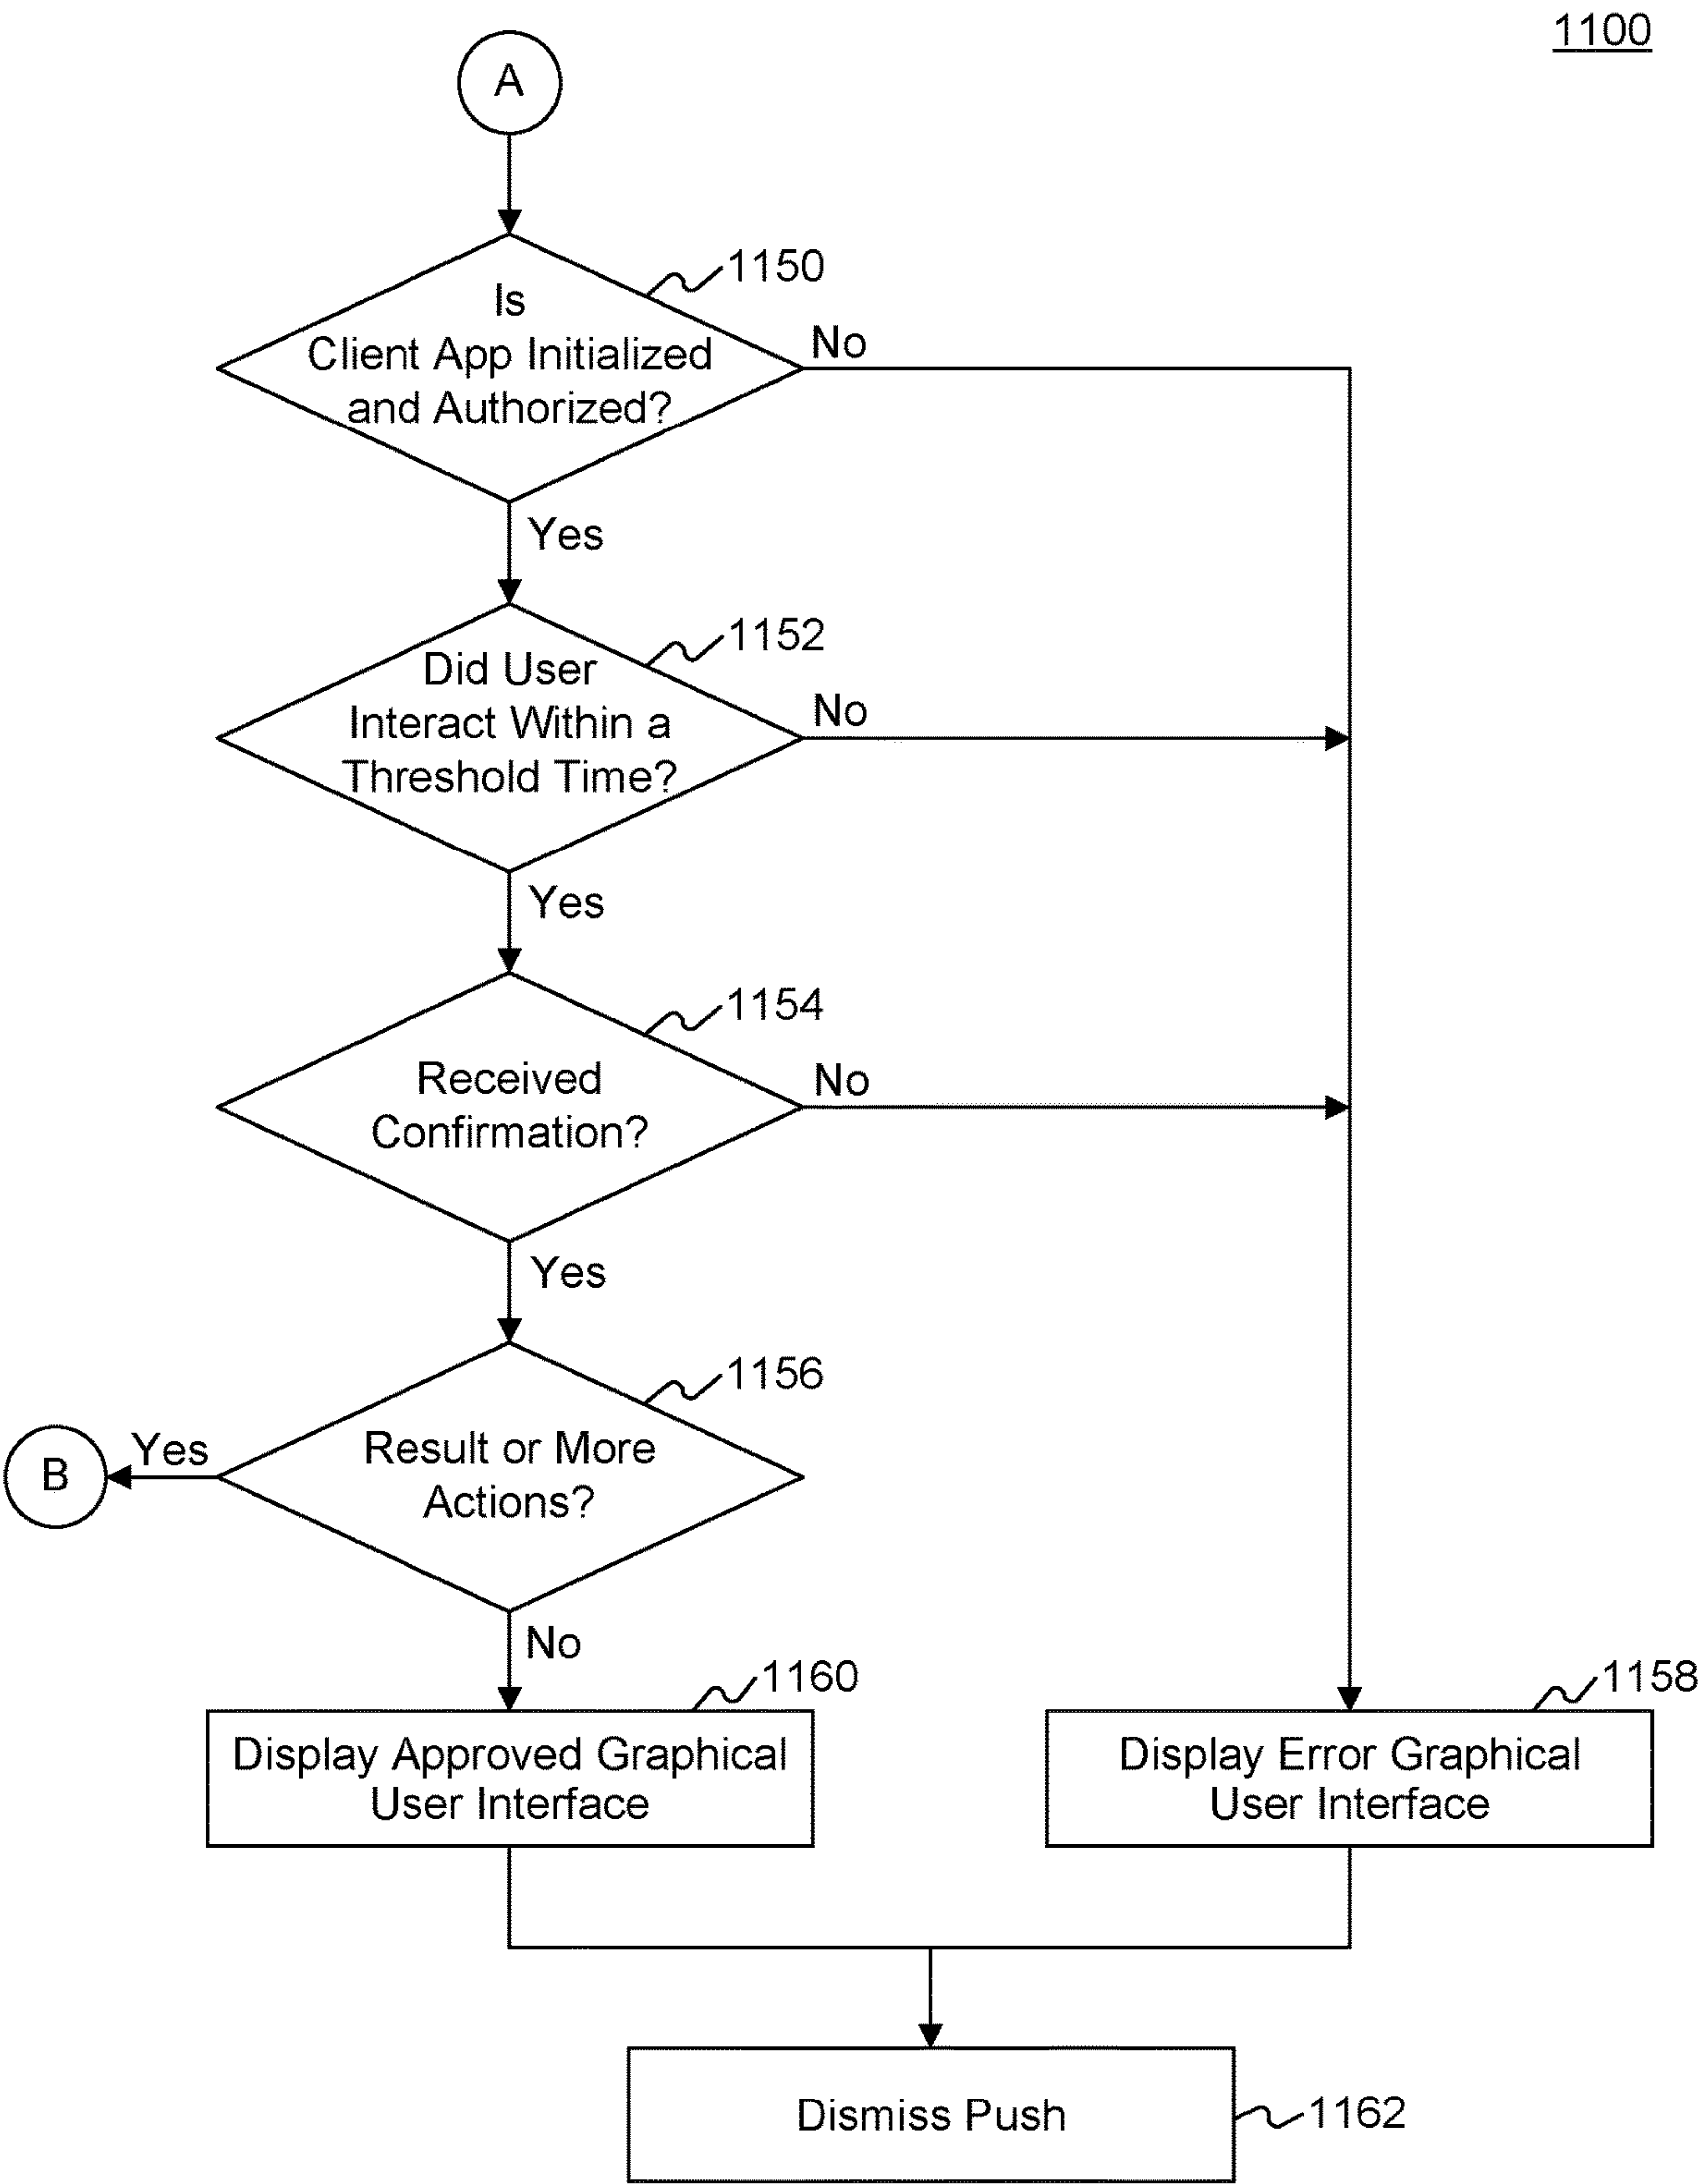 1100
A
1150
Is
Client App Initialized
and Authorized?
No
Yes
1152
Did User
Interact Within a
Threshold Time?
No
Yes
1154
Received
Confirmation?
No
Yes
1156
Result or More
Actions?
Yes
B
No
1160
Display Approved Graphical
User Interface
1158
Display Error Graphical
User Interface
Dismiss Push
1162